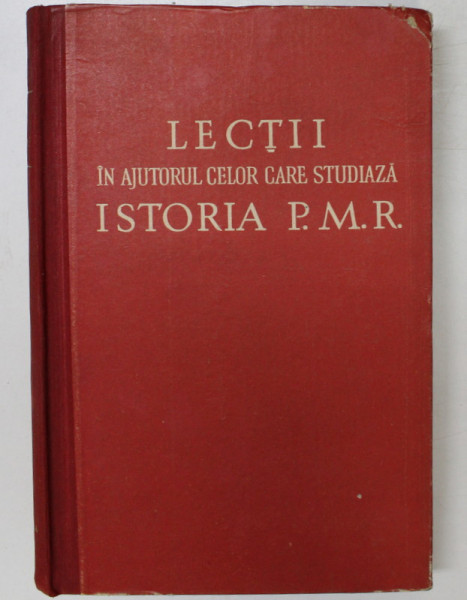 LECȚII
ÎN AJUTORUL CELOR CARE STUDIAZĂ
ISTORIA P.M.R.